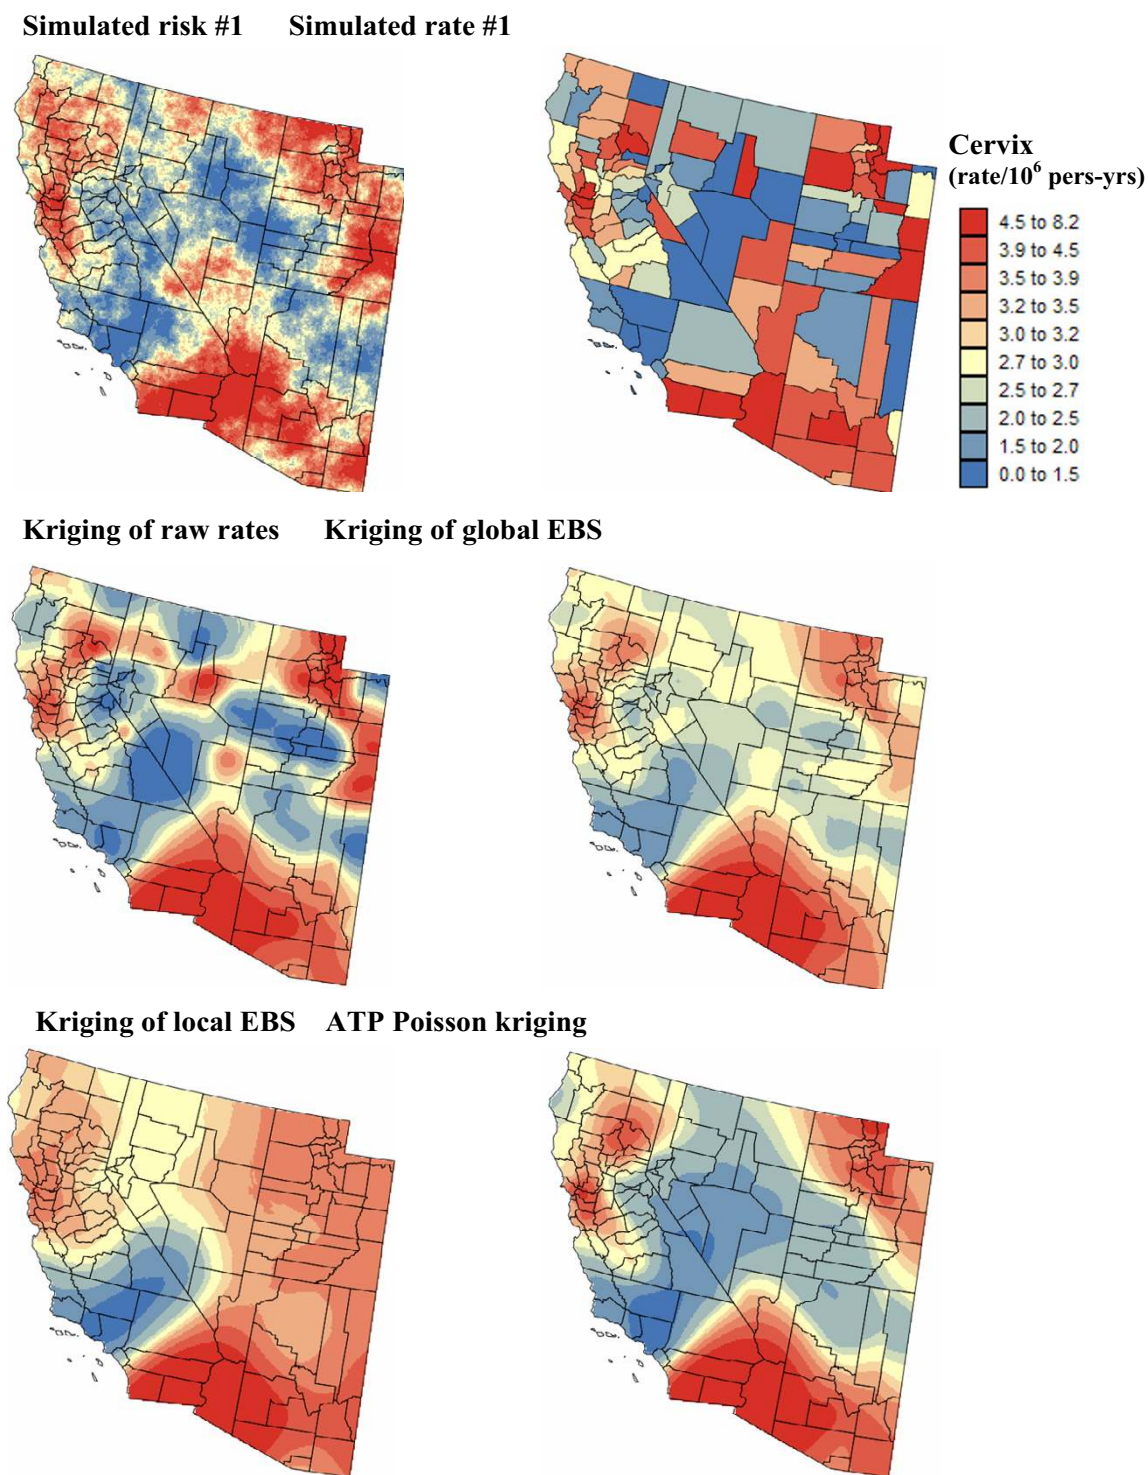 Simulated risk #1 Simulated rate #1
Cervix
(rate/10⁶ pers-yrs)
4.5 to 8.2
3.9 to 4.5
3.5 to 3.9
3.2 to 3.5
3.0 to 3.2
2.7 to 3.0
2.5 to 2.7
2.0 to 2.5
1.5 to 2.0
0.0 to 1.5
Kriging of raw rates Kriging of global EBS
Kriging of local EBS ATP Poisson kriging